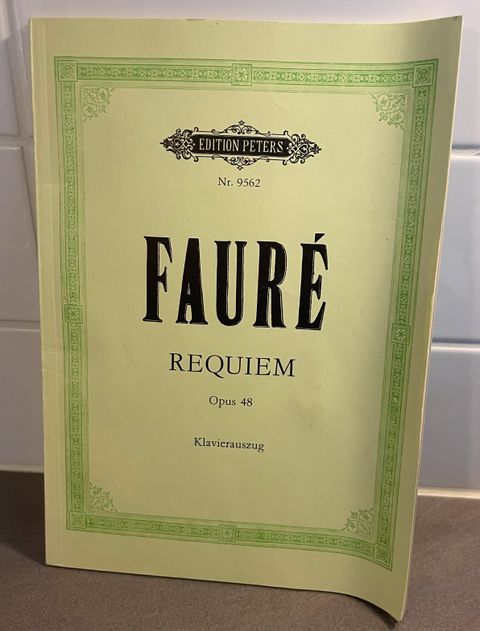 EDITION PETERS
Nr. 9562
FAURÉ
REQUIEM
Opus 48
Klavierauszug